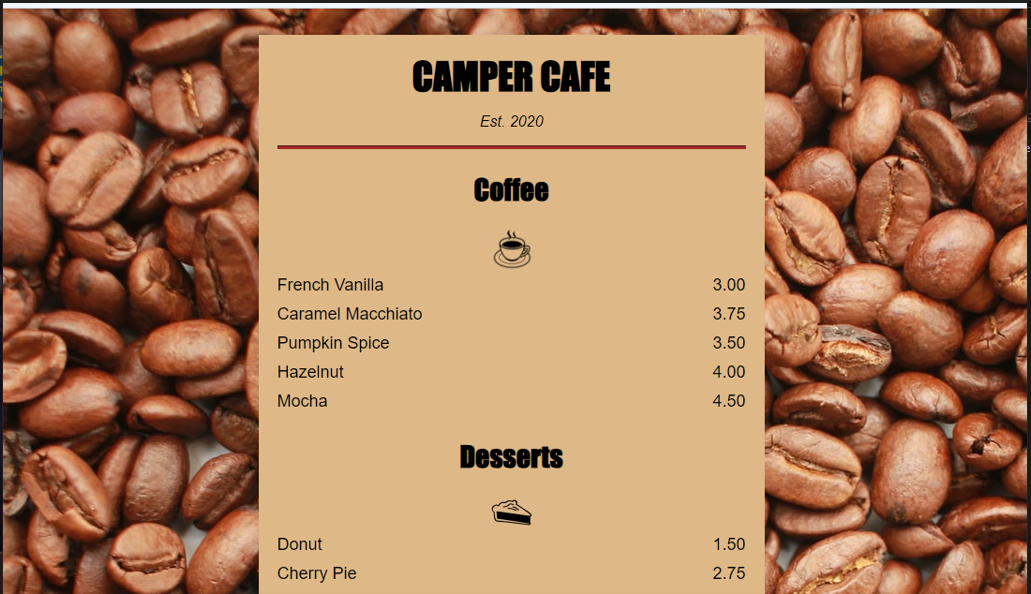 CAMPER CAFE
Est. 2020
Coffee
French Vanilla 3.00
Caramel Macchiato 3.75
Pumpkin Spice 3.50
Hazelnut 4.00
Mocha 4.50
Desserts
Donut 1.50
Cherry Pie 2.75